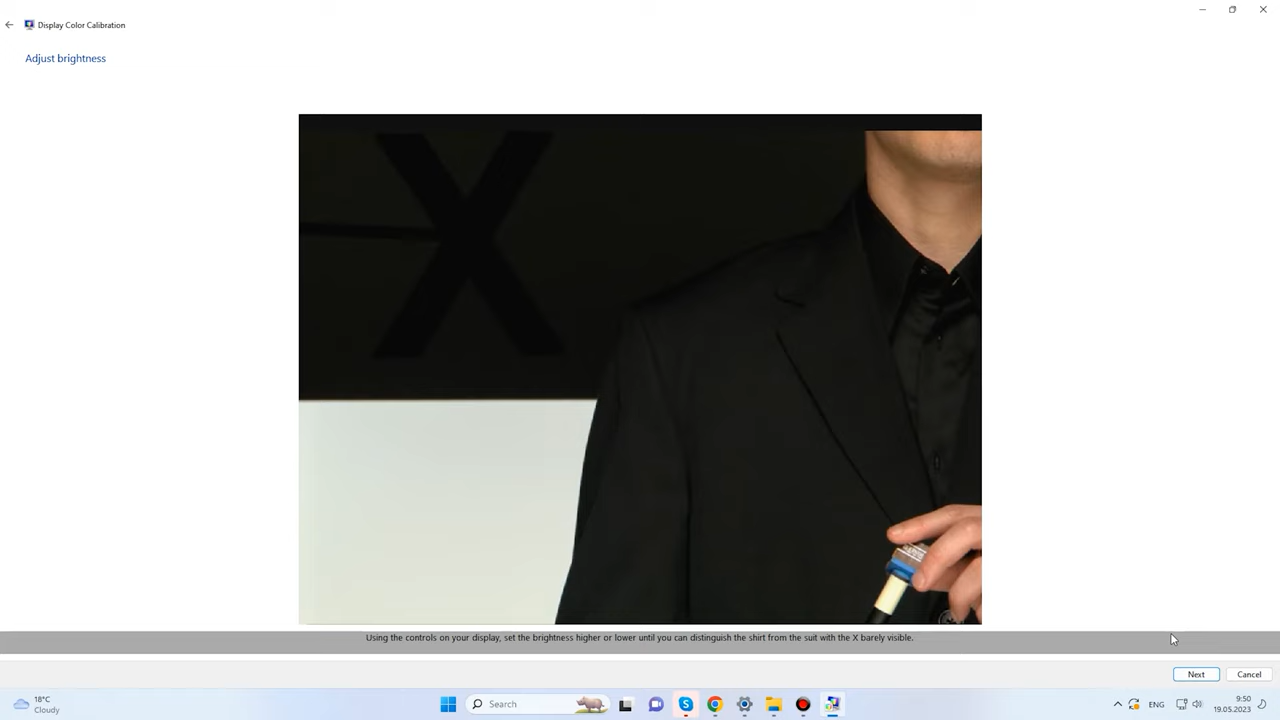 Display Color Calibration
Adjust brightness
X
Using the controls on your display, set the brightness higher or lower until you can distinguish the shirt from the suit with the X barely visible.
Next
Cancel
18°C
Cloudy
Search
ENG
9:50
19.05.2023